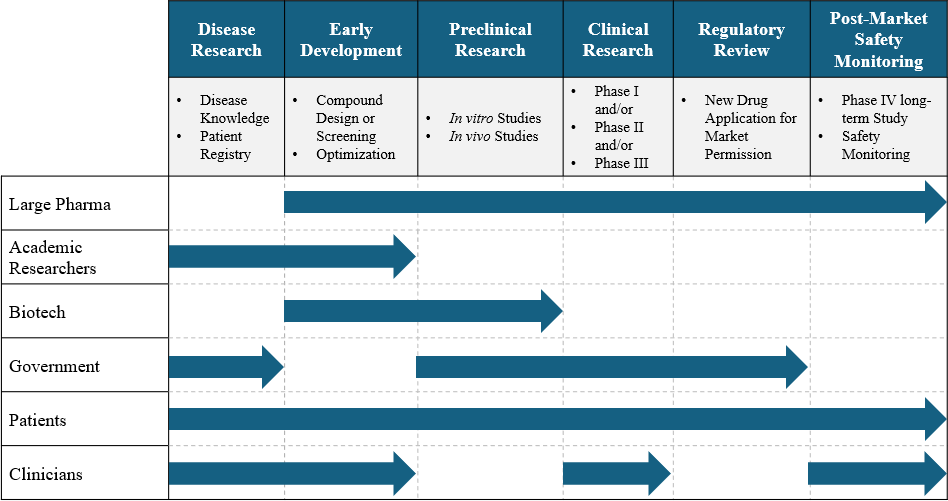 Disease
Research
Early
Development
Preclinical
Research
Clinical
Research
Regulatory
Review
Post-Market
Safety
Monitoring
• Disease
Knowledge
• Patient
Registry
• Compound
Design or
Screening
• Optimization
• In vitro Studies
• In vivo Studies
• Phase I
and/or
• Phase II
and/or
• Phase III
• New Drug
Application for
Market
Permission
• Phase IV long-
term Study
• Safety
Monitoring
Large Pharma
Academic
Researchers
Biotech
Government
Patients
Clinicians